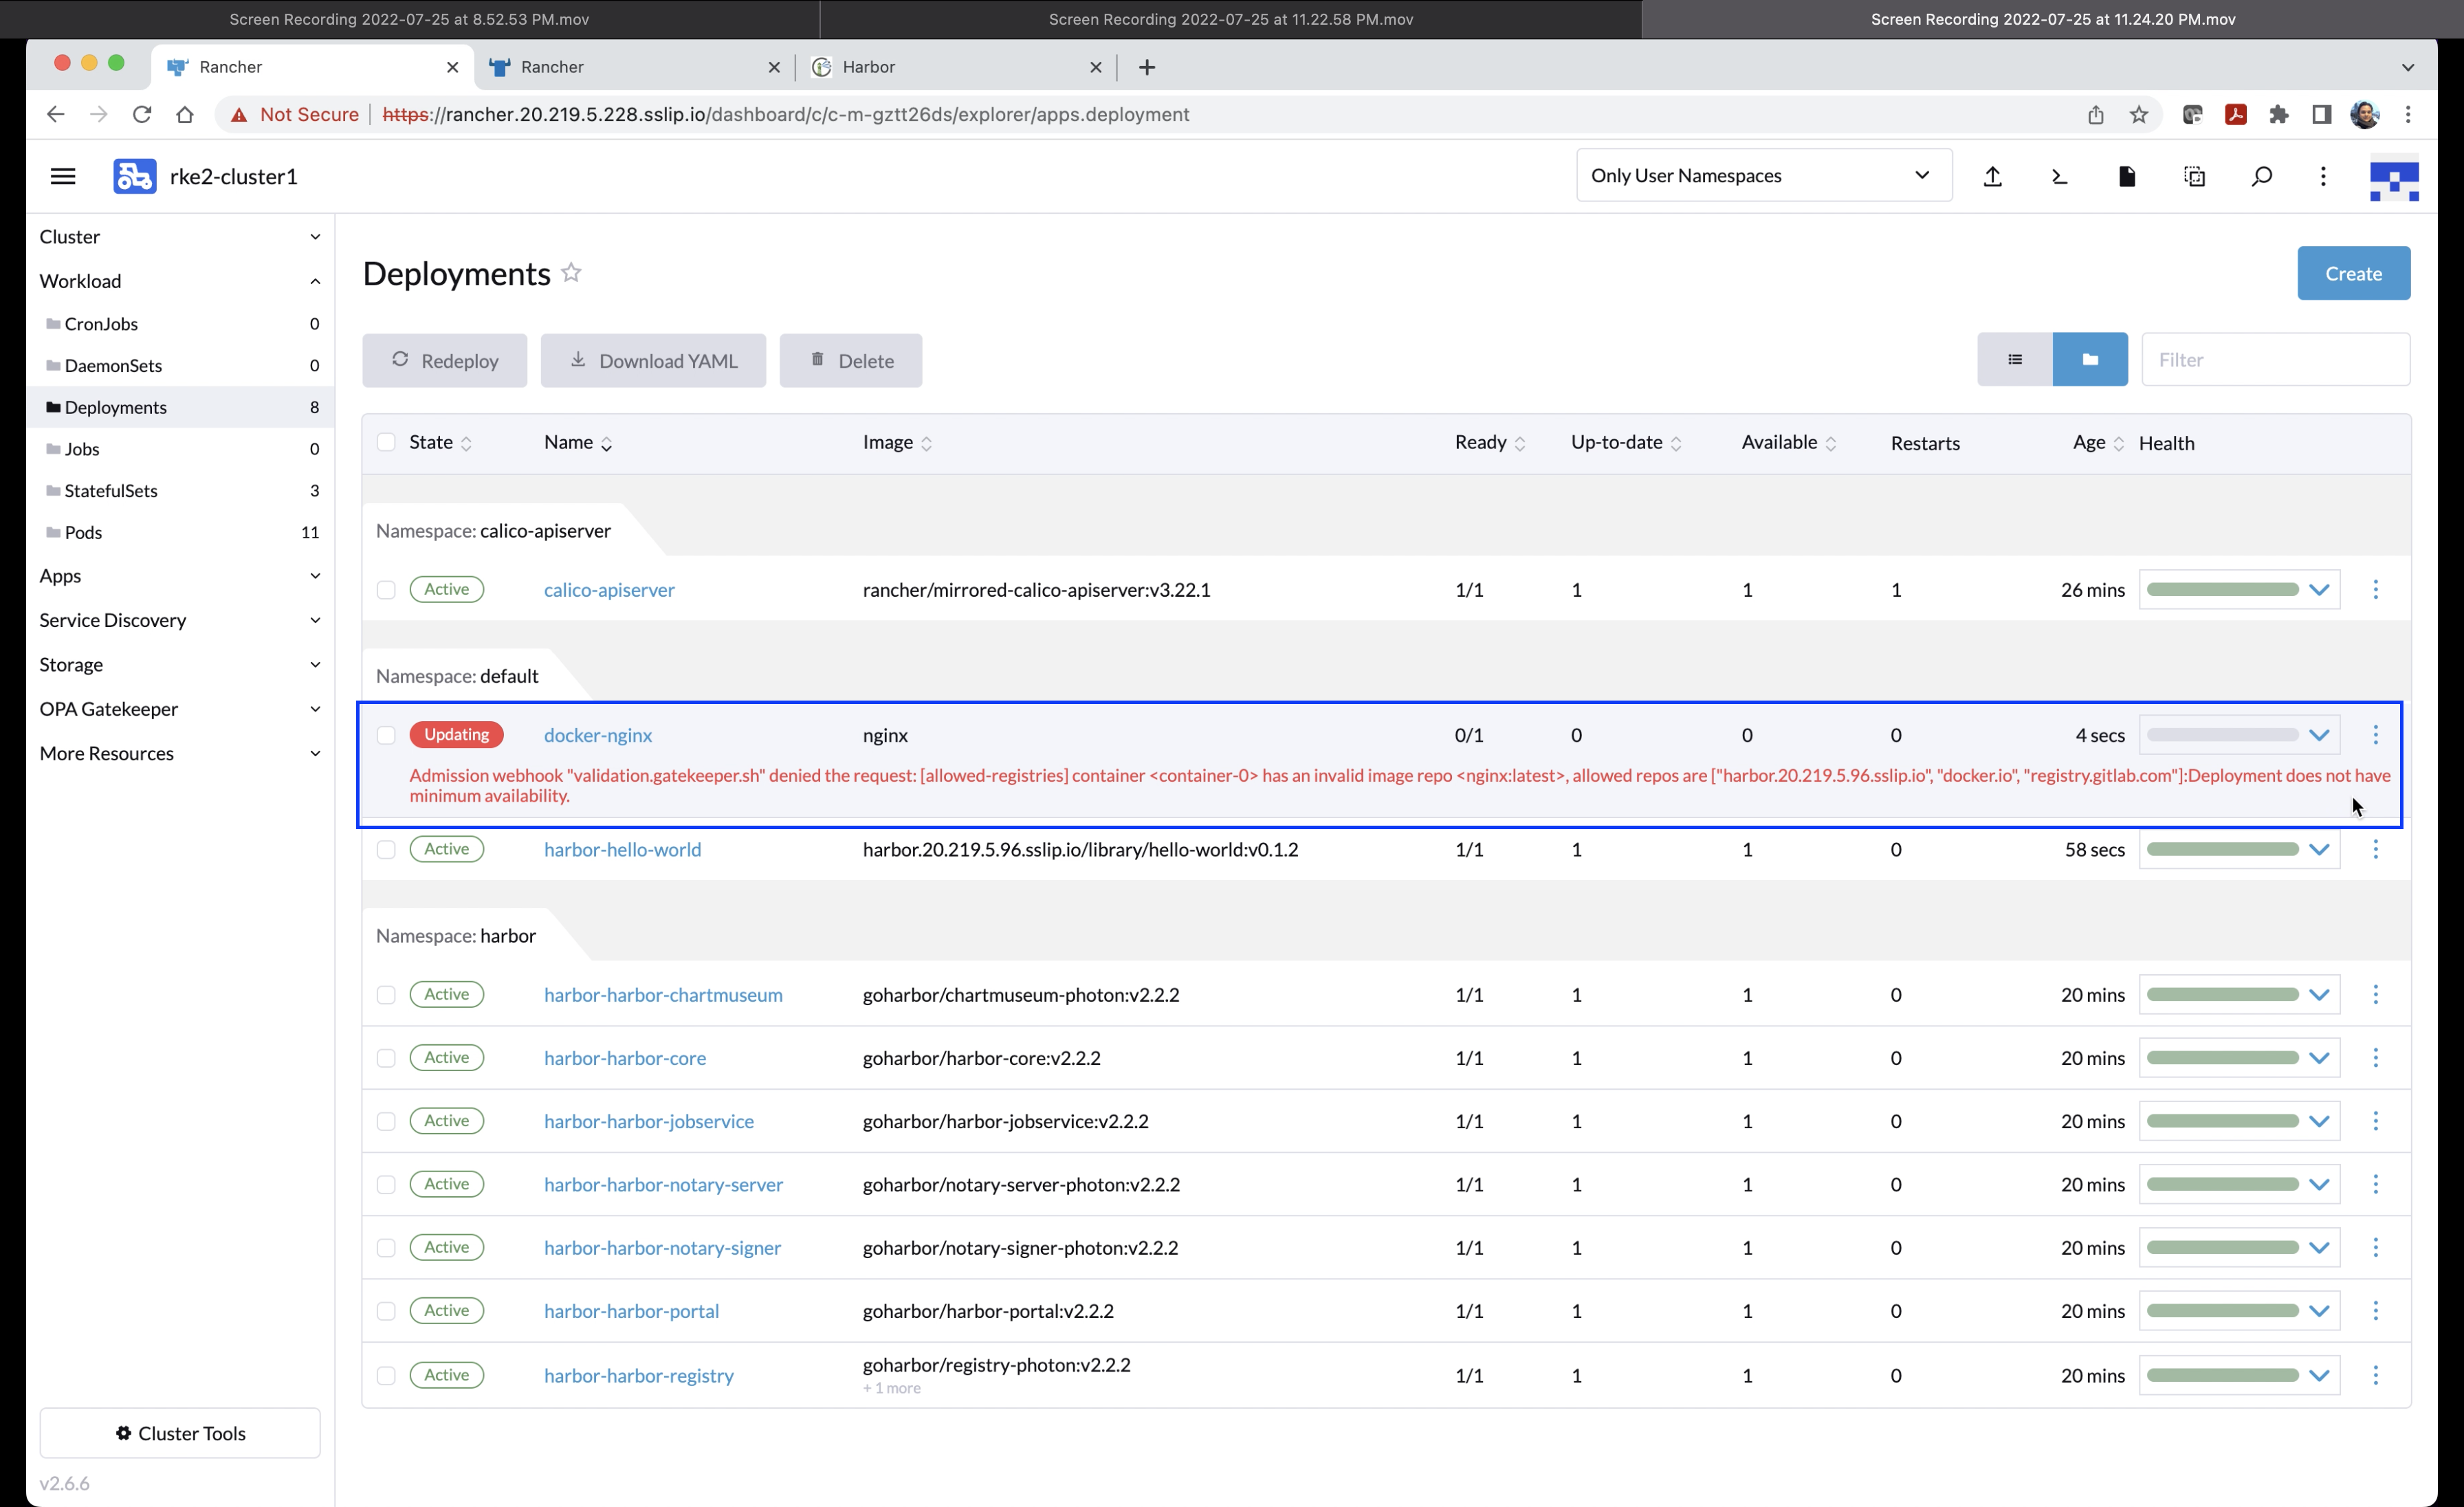 Screen Recording 2022-07-25 at 8.52.53 PM.mov
Screen Recording 2022-07-25 at 11.22.58 PM.mov
Screen Recording 2022-07-25 at 11.24.20 PM.mov
Rancher
Rancher
Harbor
Not Secure
https://rancher.20.219.5.228.sslip.io/dashboard/c/c-m-gztt26ds/explorer/apps.deployment
rke2-cluster1
Only User Namespaces
Cluster
Workload
CronJobs 0
DaemonSets 0
Deployments 8
Jobs 0
StatefulSets 3
Pods 11
Apps
Service Discovery
Storage
OPA Gatekeeper
More Resources
Cluster Tools
v2.6.6
Deployments
Create
Redeploy
Download YAML
Delete
Filter
State Name Image Ready Up-to-date Available Restarts Age Health
Namespace: calico-apiserver
Active calico-apiserver rancher/mirrored-calico-apiserver:v3.22.1 1/1 1 1 1 26 mins
Namespace: default
Updating docker-nginx nginx 0/1 0 0 0 4 secs
Admission webhook "validation.gatekeeper.sh" denied the request: [allowed-registries] container <container-0> has an invalid image repo <nginx:latest>, allowed repos are ["harbor.20.219.5.96.sslip.io", "docker.io", "registry.gitlab.com"]:Deployment does not have
minimum availability.
Active harbor-hello-world harbor.20.219.5.96.sslip.io/library/hello-world:v0.1.2 1/1 1 1 0 58 secs
Namespace: harbor
Active harbor-harbor-chartmuseum goharbor/chartmuseum-photon:v2.2.2 1/1 1 1 0 20 mins
Active harbor-harbor-core goharbor/harbor-core:v2.2.2 1/1 1 1 0 20 mins
Active harbor-harbor-jobservice goharbor/harbor-jobservice:v2.2.2 1/1 1 1 0 20 mins
Active harbor-harbor-notary-server goharbor/notary-server-photon:v2.2.2 1/1 1 1 0 20 mins
Active harbor-harbor-notary-signer goharbor/notary-signer-photon:v2.2.2 1/1 1 1 0 20 mins
Active harbor-harbor-portal goharbor/harbor-portal:v2.2.2 1/1 1 1 0 20 mins
Active harbor-harbor-registry goharbor/registry-photon:v2.2.2 1/1 1 1 0 20 mins
+ 1 more